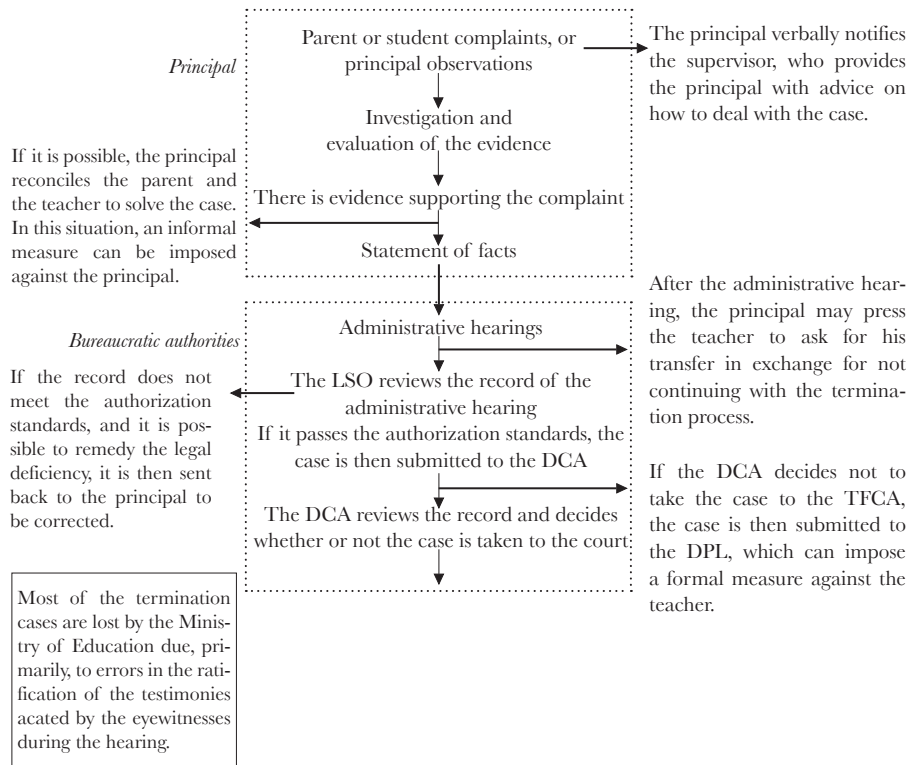 Parent or student complaints, or
principal observations
Principal
The principal verbally notifies
the supervisor, who provides
the principal with advice on
how to deal with the case.
Investigation and
evaluation of the evidence
If it is possible, the principal
reconciles the parent and
the teacher to solve the case.
In this situation, an informal
measure can be imposed
against the principal.
There is evidence supporting the complaint
Statement of facts
Bureaucratic authorities
Administrative hearings
After the administrative hear-
ing, the principal may press
the teacher to ask for his
transfer in exchange for not
continuing with the termina-
tion process.
If the record does not
meet the authorization
standards, and it is pos-
sible to remedy the legal
deficiency, it is then sent
back to the principal to
be corrected.
The LSO reviews the record of the
administrative hearing
If it passes the authorization standards, the
case is then submitted to the DCA
If the DCA decides not to
take the case to the TFCA,
the case is then submitted to
the DPL, which can impose
a formal measure against the
teacher.
The DCA reviews the record and decides
whether or not the case is taken to the court
Most of the termination
cases are lost by the Minis-
try of Education due, prima-
rily, to errors in the rati-
fication of the testimonies
acated by the eyewitnesses
during the hearing.